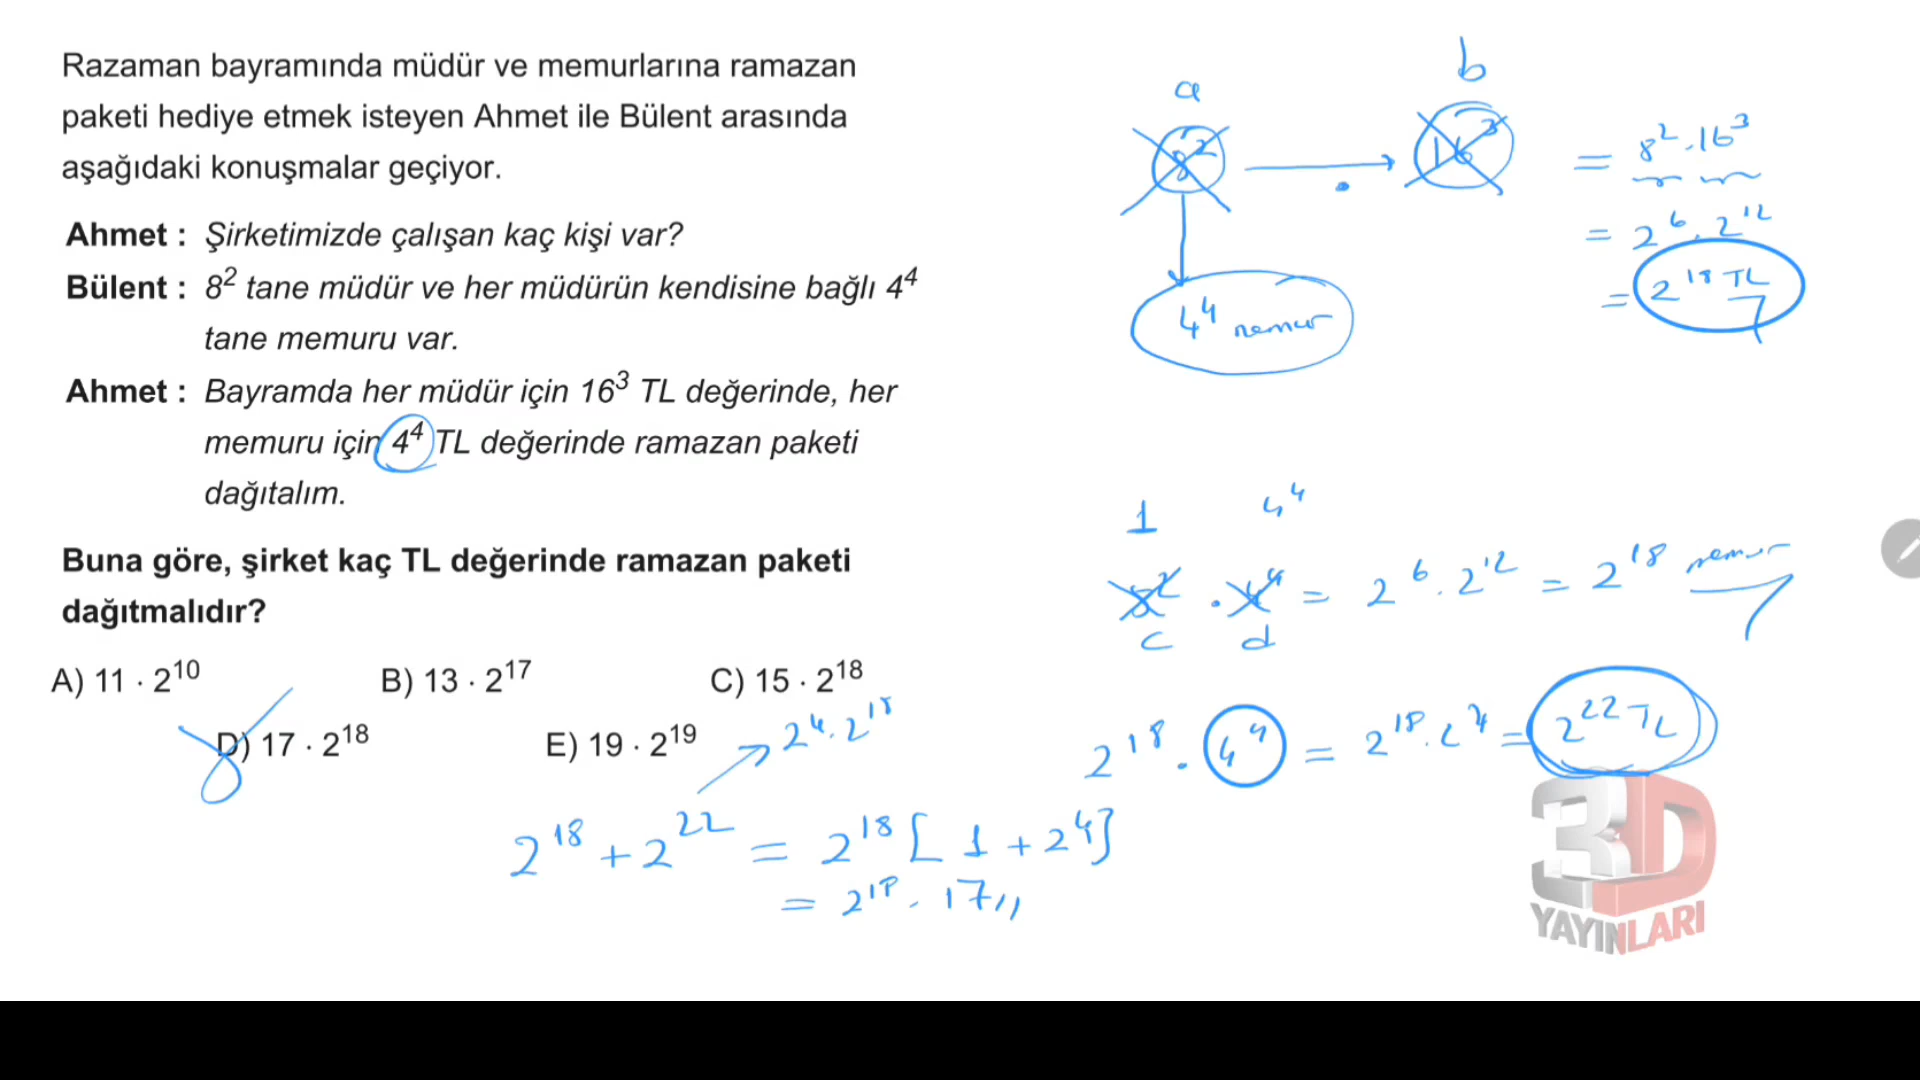 Razaman bayramında müdür ve memurlarına ramazan
paketi hediye etmek isteyen Ahmet ile Bülent arasında
aşağıdaki konuşmalar geçiyor.
Ahmet : Şirketimizde çalışan kaç kişi var?
Bülent : 8² tane müdür ve her müdürün kendisine bağlı 4⁴
tane memuru var.
Ahmet : Bayramda her müdür için 16³ TL değerinde, her
memuru için 4⁴ TL değerinde ramazan paketi
dağıtalım.
Buna göre, şirket kaç TL değerinde ramazan paketi
dağıtmalıdır?
A) 11 · 2¹⁰ B) 13 · 2¹⁷ C) 15 · 2¹⁸
D) 17 · 2¹⁸ E) 19 · 2¹⁹
2⁴ . 2¹⁸
2¹⁸ + 2²² = 2¹⁸ [ 1 + 2⁴ ]
= 2¹⁸ . 17 //
a b
8² . 16³
= 8² . 16³
= 2⁶ . 2¹²
= 2¹⁸ TL
4⁴ memur
1 4⁴
. = 2⁶ . 2¹² = 2¹⁸ memur
c d
2¹⁸ . 4⁴ = 2¹⁸ . = 2²² TL
3D
YAYINLARI